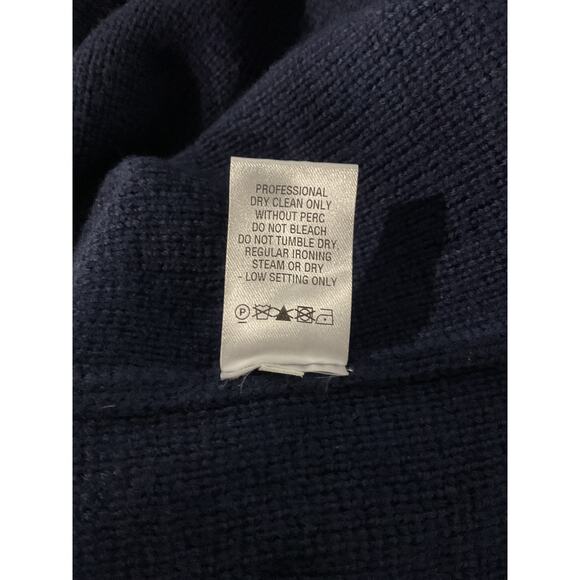 PROFESSIONAL
DRY CLEAN ONLY
WITHOUT PERC
DO NOT BLEACH
DO NOT TUMBLE DRY.
REGULAR IRONING
STEAM OR DRY
- LOW SETTING ONLY
P